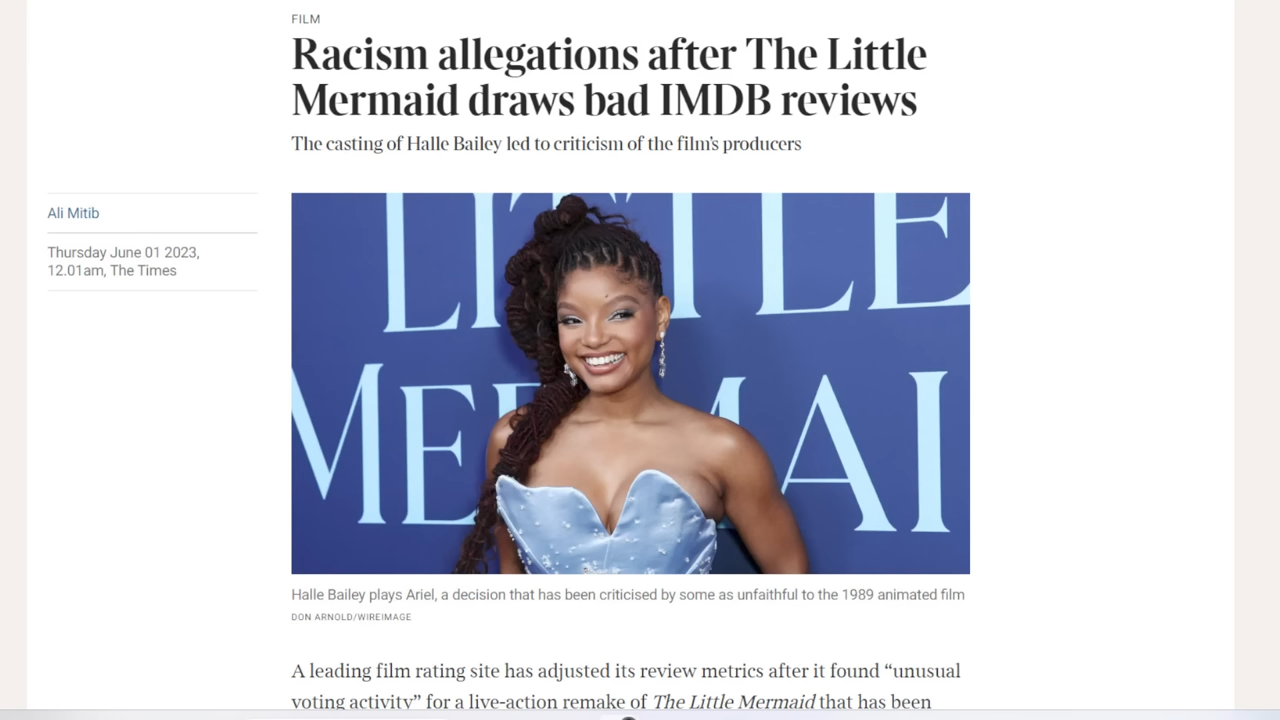 FILM
Racism allegations after The Little
Mermaid draws bad IMDB reviews
The casting of Halle Bailey led to criticism of the film's producers
Ali Mitib
Thursday June 01 2023,
12.01am, The Times
LITTLE
MERMAI
Halle Bailey plays Ariel, a decision that has been criticised by some as unfaithful to the 1989 animated film
DON ARNOLD/WIREIMAGE
A leading film rating site has adjusted its review metrics after it found “unusual
voting activity” for a live-action remake of The Little Mermaid that has been